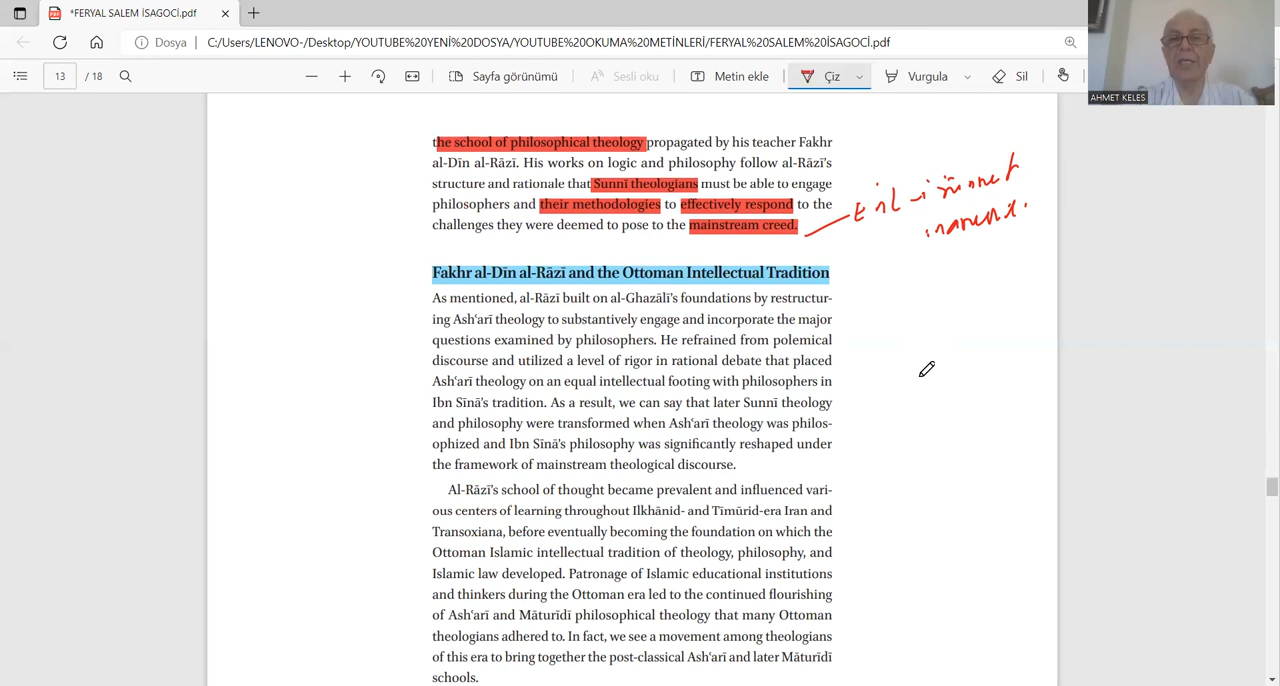 *FERYAL SALEM İSAGOCİ.pdf
Dosya
C:/Users/LENOVO-/Desktop/YOUTUBE%20YENİ%20DOSYA/YOUTUBE%20OKUMA%20METİNLERİ/FERYAL%20SALEM%20İSAGOCİ.pdf
13 / 18
Sayfa görünümü
Sesli oku
Metin ekle
Çiz
Vurgula
Sil
AHMET KELES
the school of philosophical theology propagated by his teacher Fakhr
al-Dīn al-Rāzī. His works on logic and philosophy follow al-Rāzī’s
structure and rationale that Sunnī theologians must be able to engage
philosophers and their methodologies to effectively respond to the
challenges they were deemed to pose to the mainstream creed.
Fakhr al-Dīn al-Rāzī and the Ottoman Intellectual Tradition
As mentioned, al-Rāzī built on al-Ghazālī’s foundations by restructur-
ing Ashʿarī theology to substantively engage and incorporate the major
questions examined by philosophers. He refrained from polemical
discourse and utilized a level of rigor in rational debate that placed
Ashʿarī theology on an equal intellectual footing with philosophers in
Ibn Sīnā’s tradition. As a result, we can say that later Sunnī theology
and philosophy were transformed when Ashʿarī theology was philos-
ophized and Ibn Sīnā’s philosophy was significantly reshaped under
the framework of mainstream theological discourse.
Al-Rāzī’s school of thought became prevalent and influenced vari-
ous centers of learning throughout Ilkhānid- and Tīmūrid-era Iran and
Transoxiana, before eventually becoming the foundation on which the
Ottoman Islamic intellectual tradition of theology, philosophy, and
Islamic law developed. Patronage of Islamic educational institutions
and thinkers during the Ottoman era led to the continued flourishing
of Ashʿarī and Māturīdī philosophical theology that many Ottoman
theologians adhered to. In fact, we see a movement among theologians
of this era to bring together the post-classical Ashʿarī and later Māturīdī
schools.